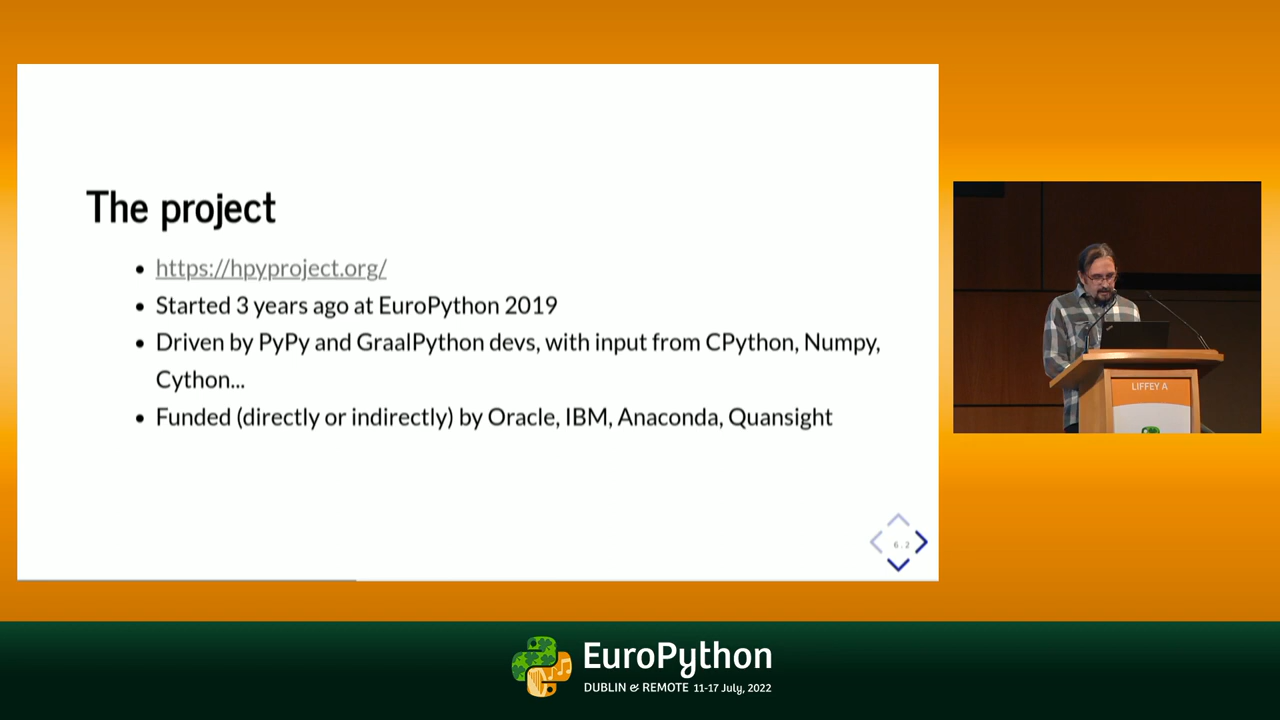 The project
https://hpyproject.org/
Started 3 years ago at EuroPython 2019
Driven by PyPy and GraalPython devs, with input from CPython, Numpy,
Cython...
Funded (directly or indirectly) by Oracle, IBM, Anaconda, Quansight
6.2
LIFFEY A
EuroPython
DUBLIN & REMOTE 11-17 July, 2022